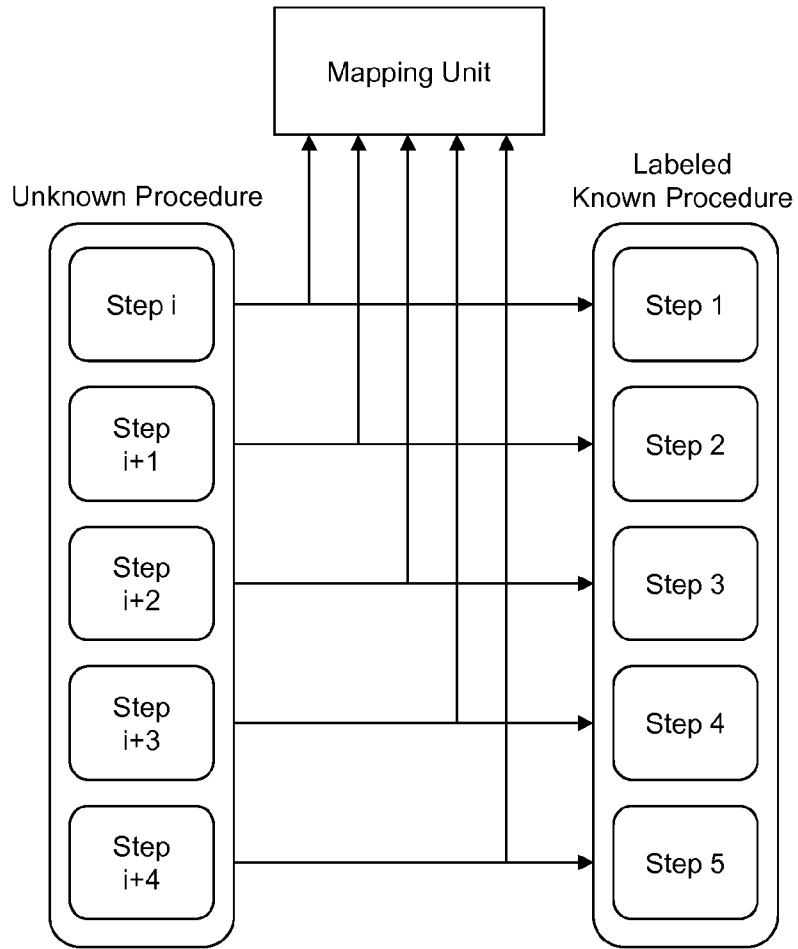 Mapping Unit
Unknown Procedure
Labeled
Known Procedure
Step i
Step 1
Step
i+1
Step 2
Step
i+2
Step 3
Step
i+3
Step 4
Step
i+4
Step 5